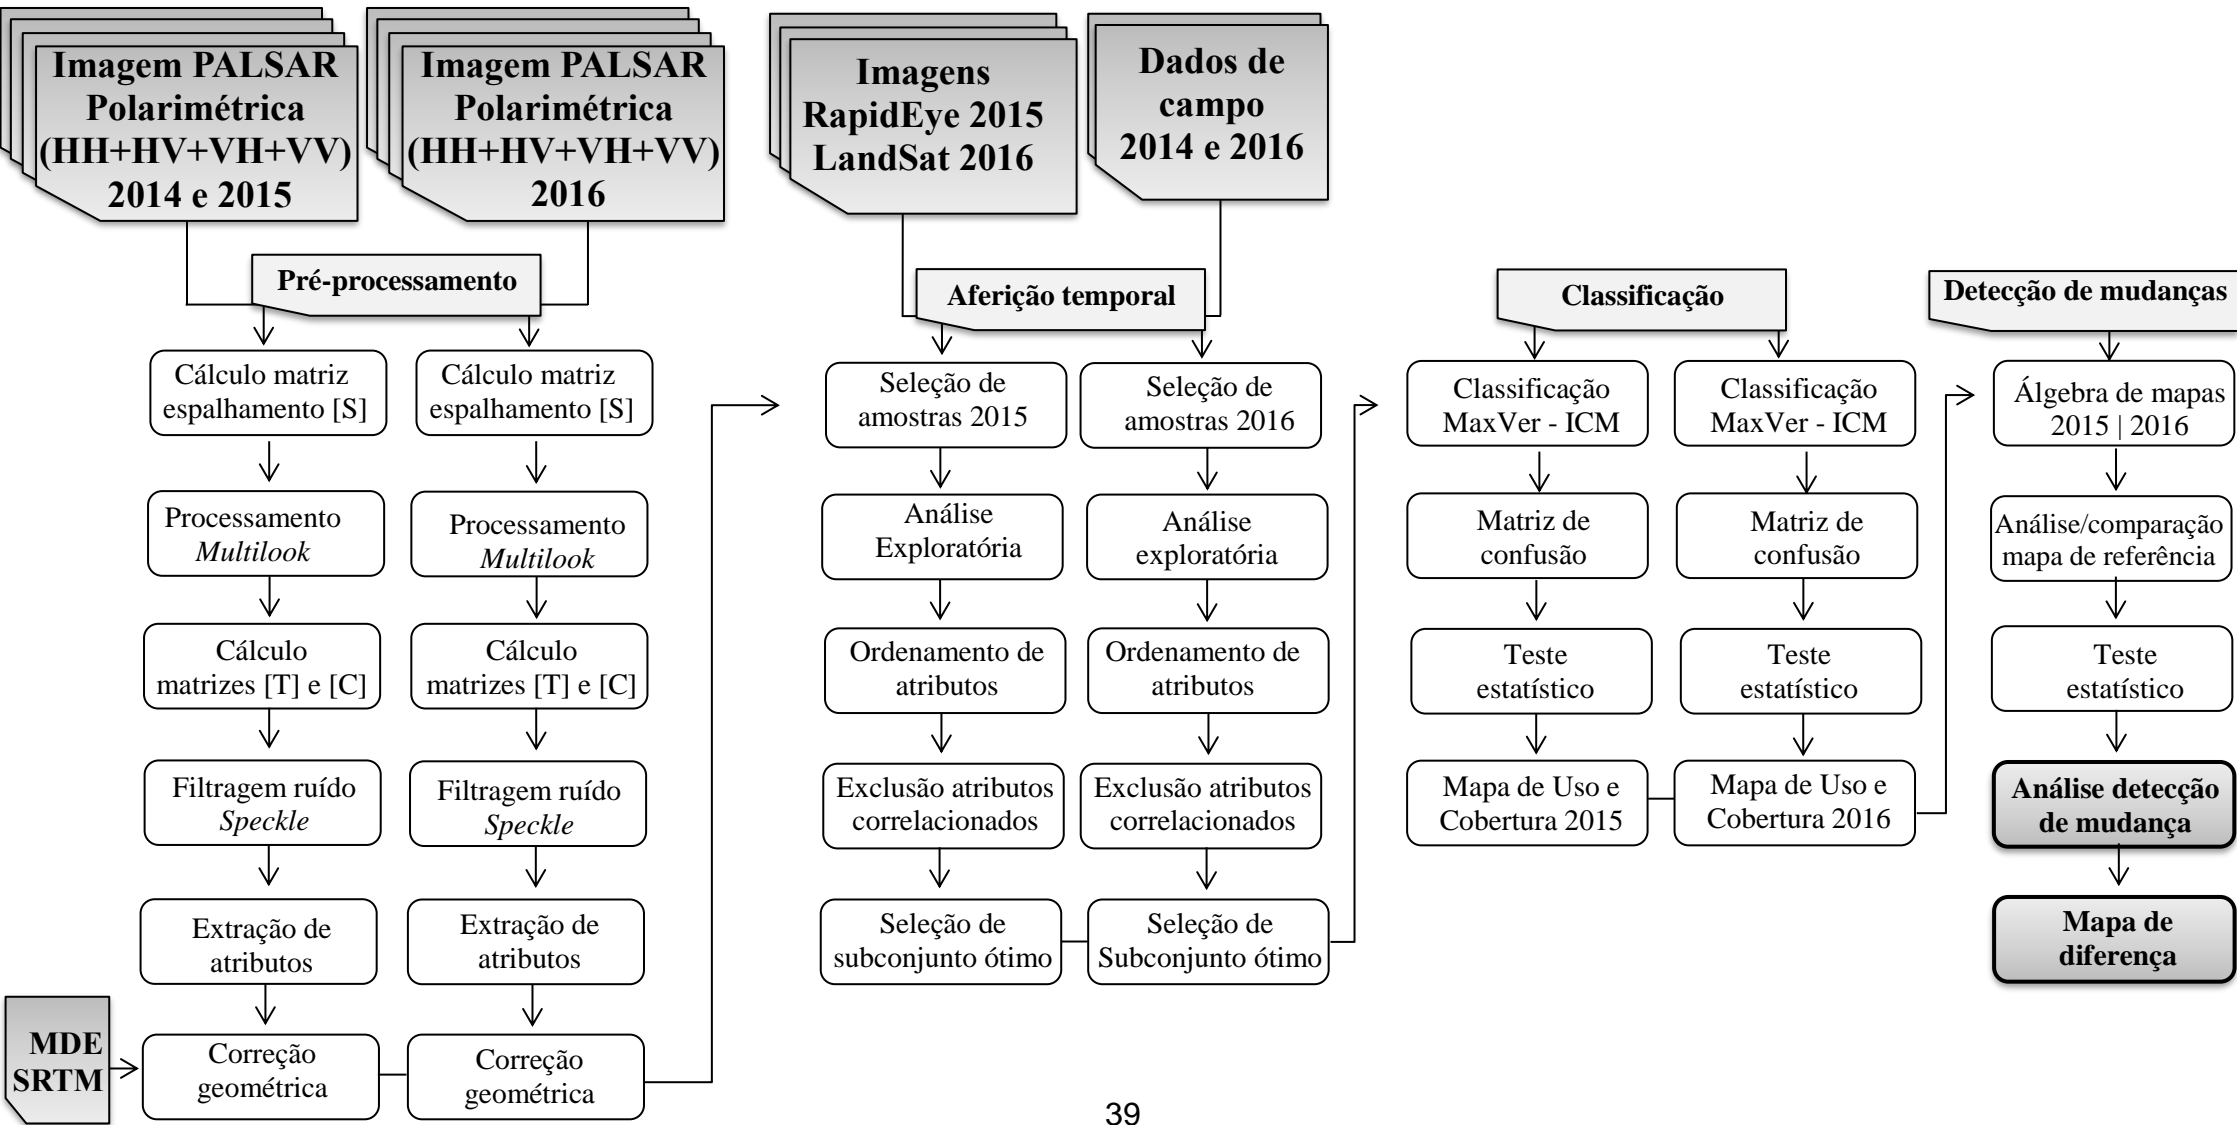 Imagem PALSAR
Polarimétrica
(HH+HV+VH+VV)
2014 e 2015
Imagem PALSAR
Polarimétrica
(HH+HV+VH+VV)
2016
Imagens
RapidEye 2015
LandSat 2016
Dados de
campo
2014 e 2016
Pré-processamento
Cálculo matriz
espalhamento [S]
Cálculo matriz
espalhamento [S]
Processamento
Multilook
Processamento
Multilook
Cálculo
matrizes [T] e [C]
Cálculo
matrizes [T] e [C]
Filtragem ruído
Speckle
Filtragem ruído
Speckle
Extração de
atributos
Extração de
atributos
MDE
SRTM
Correção
geométrica
Correção
geométrica
Aferição temporal
Seleção de
amostras 2015
Seleção de
amostras 2016
Análise
Exploratória
Análise
exploratória
Ordenamento de
atributos
Ordenamento de
atributos
Exclusão atributos
correlacionados
Exclusão atributos
correlacionados
Seleção de
subconjunto ótimo
Seleção de
Subconjunto ótimo
Classificação
Classificação
MaxVer - ICM
Classificação
MaxVer - ICM
Matriz de
confusão
Matriz de
confusão
Teste
estatístico
Teste
estatístico
Mapa de Uso e
Cobertura 2015
Mapa de Uso e
Cobertura 2016
Detecção de mudanças
Álgebra de mapas
2015 | 2016
Análise/comparação
mapa de referência
Teste
estatístico
Análise detecção
de mudança
Mapa de
diferença
39